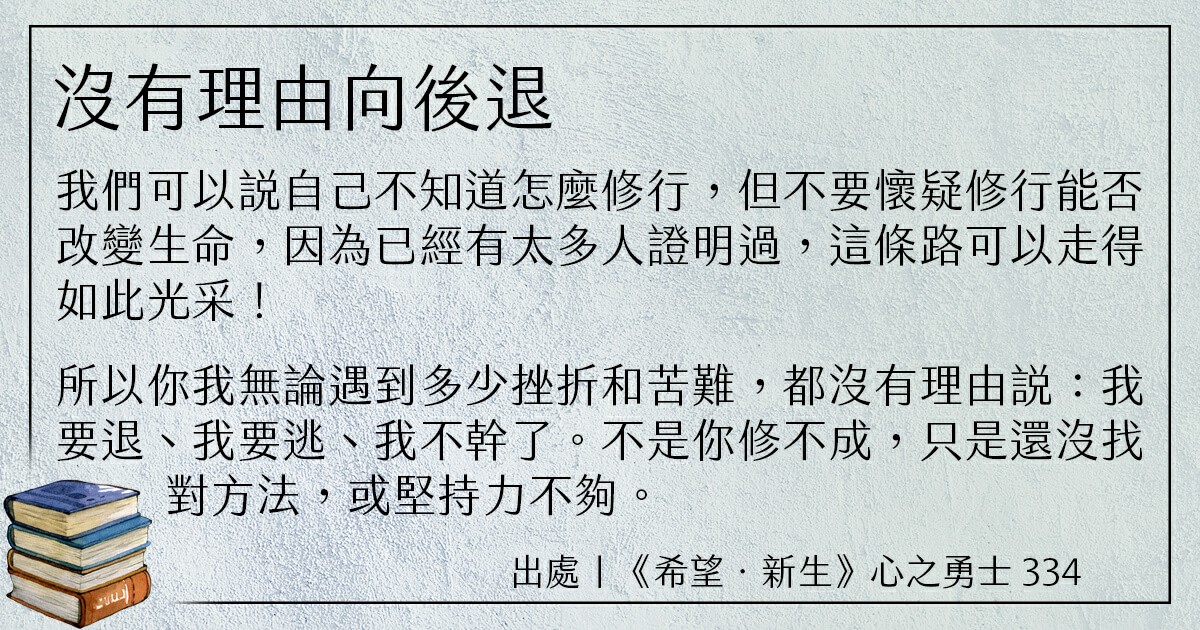 沒有理由向後退
我們可以説自己不知道怎麼修行，但不要懷疑修行能否
改變生命，因為已經有太多人證明過，這條路可以走得
如此光采！
所以你我無論遇到多少挫折和苦難，都沒有理由説：我
要退、我要逃、我不幹了。不是你修不成，只是還沒找
對方法，或堅持力不夠。
出處丨《希望．新生》心之勇士 334